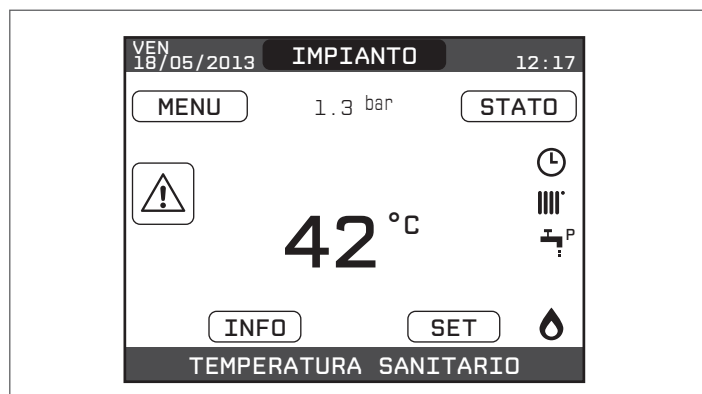 VEN
18/05/2013 IMPIANTO 12:17
MENU 1.3 bar STATO
42 °C
P
INFO SET
TEMPERATURA SANITARIO